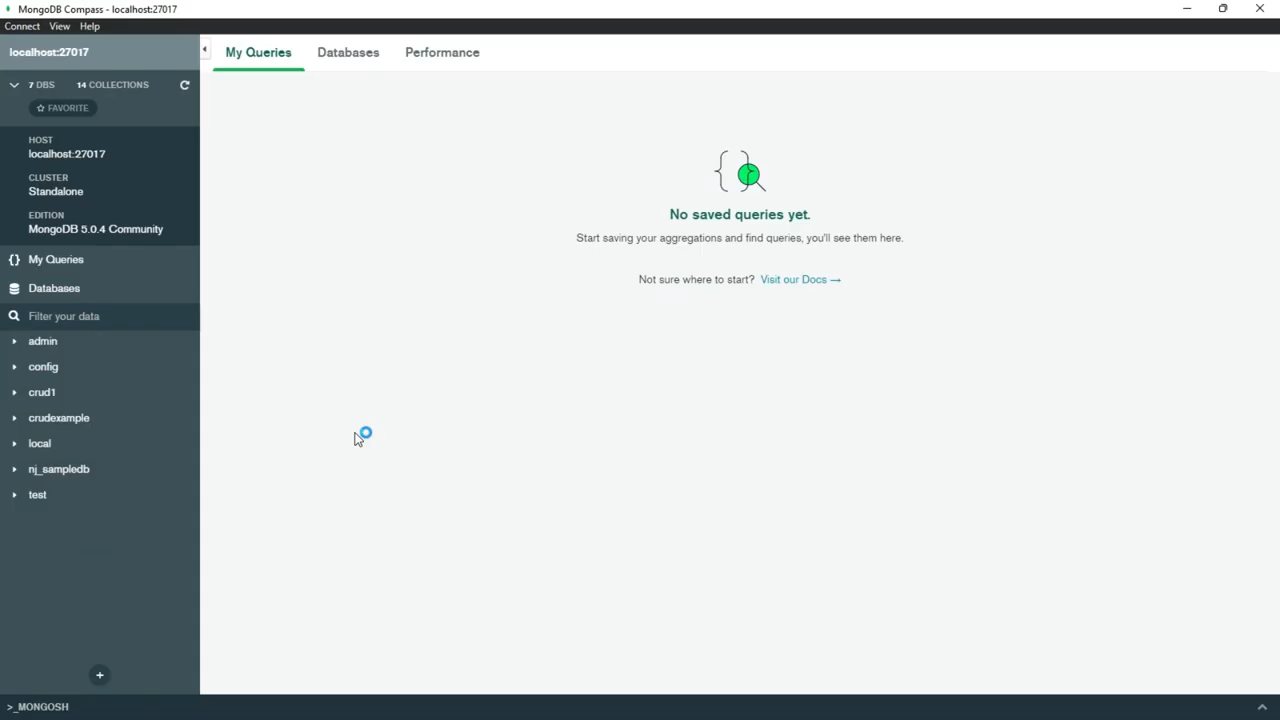 MongoDB Compass - localhost:27017
Connect View Help
localhost:27017
7 DBS 14 COLLECTIONS
FAVORITE
HOST
localhost:27017
CLUSTER
Standalone
EDITION
MongoDB 5.0.4 Community
{} My Queries
Databases
Filter your data
admin
config
crud1
crudexample
local
nj_sampledb
test
+
>_MONGOSH
My Queries Databases Performance
No saved queries yet.
Start saving your aggregations and find queries, you'll see them here.
Not sure where to start? Visit our Docs →